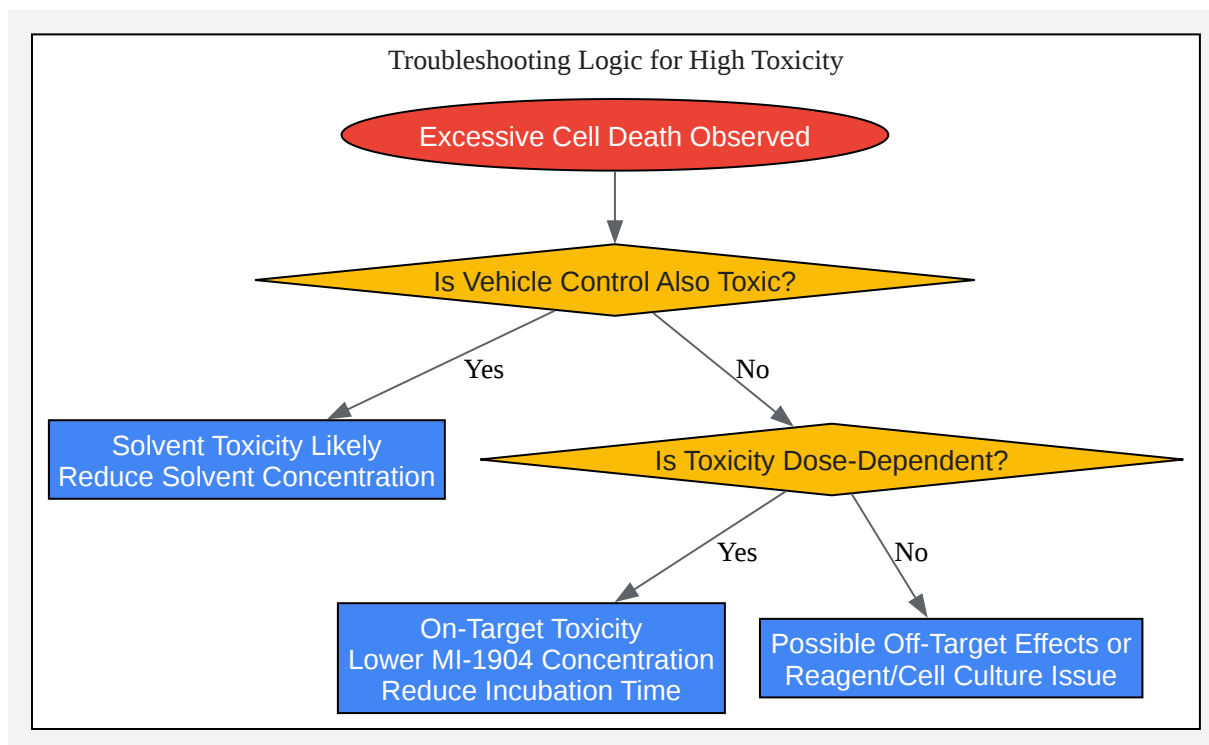 Troubleshooting Logic for High Toxicity
Excessive Cell Death Observed
Is Vehicle Control Also Toxic?
Yes
No
Solvent Toxicity Likely
Reduce Solvent Concentration
Is Toxicity Dose-Dependent?
Yes
No
On-Target Toxicity
Lower MI-1904 Concentration
Reduce Incubation Time
Possible Off-Target Effects or
Reagent/Cell Culture Issue